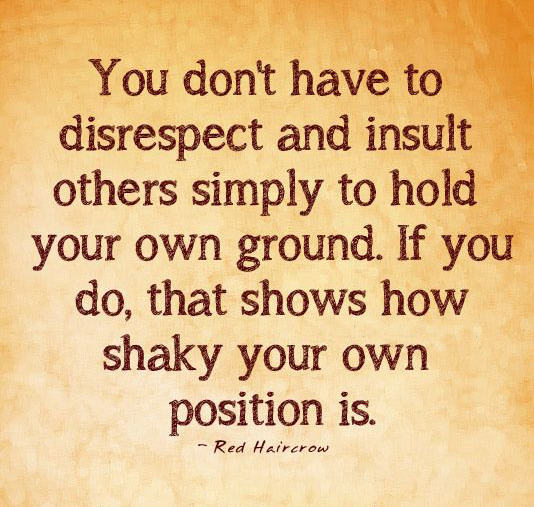 You don't have to
disrespect and insult
others simply to hold
your own ground. If you
do, that shows how
shaky your own
position is.
~ Red Haircrow